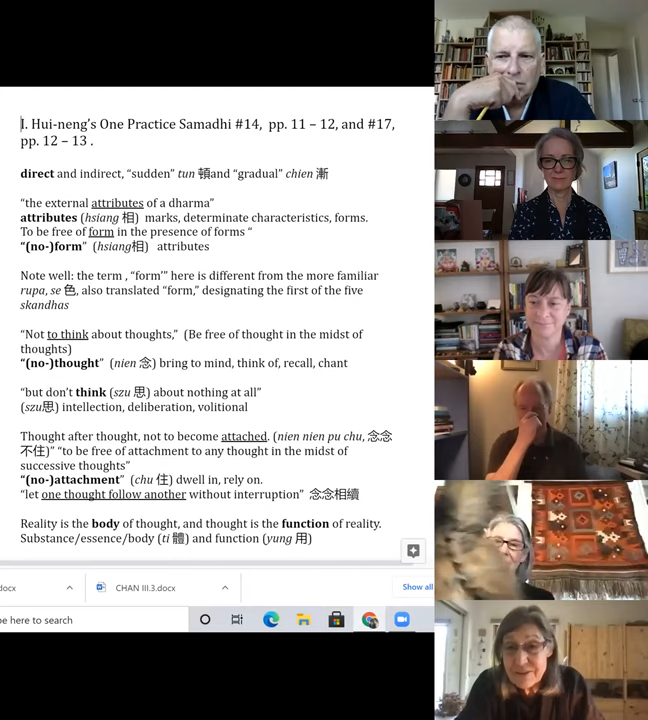 I. Hui-neng's One Practice Samadhi #14, pp. 11 – 12, and #17,
pp. 12 – 13 .
direct and indirect, “sudden” tun 頓and “gradual” chien 漸
“the external attributes of a dharma”
attributes (hsiang 相) marks, determinate characteristics, forms.
To be free of form in the presence of forms “
“(no-)form” (hsiang相) attributes
Note well: the term , “form’” here is different from the more familiar
rupa, se 色, also translated “form,” designating the first of the five
skandhas
“Not to think about thoughts,” (Be free of thought in the midst of
thoughts)
“(no-)thought” (nien 念) bring to mind, think of, recall, chant
“but don’t think (szu 思) about nothing at all”
(szu思) intellection, deliberation, volitional
Thought after thought, not to become attached. (nien nien pu chu, 念念
不住)” “to be free of attachment to any thought in the midst of
successive thoughts”
“(no-)attachment” (chu 住) dwell in, rely on.
“let one thought follow another without interruption” 念念相續
Reality is the body of thought, and thought is the function of reality.
Substance/essence/body (ti 體) and function (yung 用)
docx
CHAN III.3.docx
Show all
pe here to search